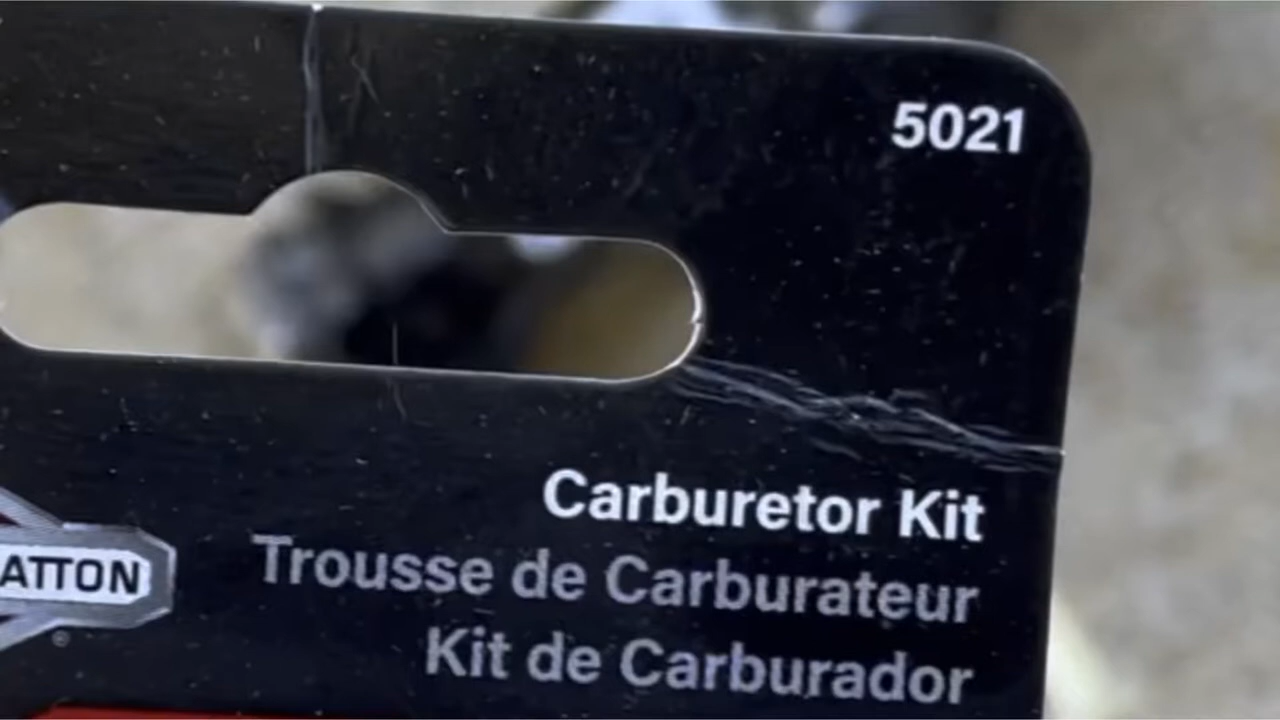 5021
Carburetor Kit
Trousse de Carburateur
ATTON
Kit de Carburador